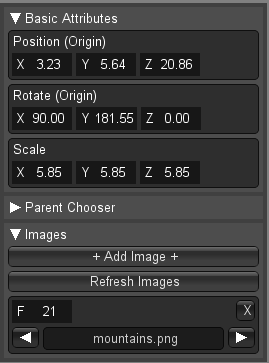 Basic Attributes
Position (Origin)
X 3.23 Y 5.64 Z 20.86
Rotate (Origin)
X 90.00 Y 181.55 Z 0.00
Scale
X 5.85 Y 5.85 Z 5.85
Parent Chooser
Images
+ Add Image +
Refresh Images
F 21 X
mountains.png